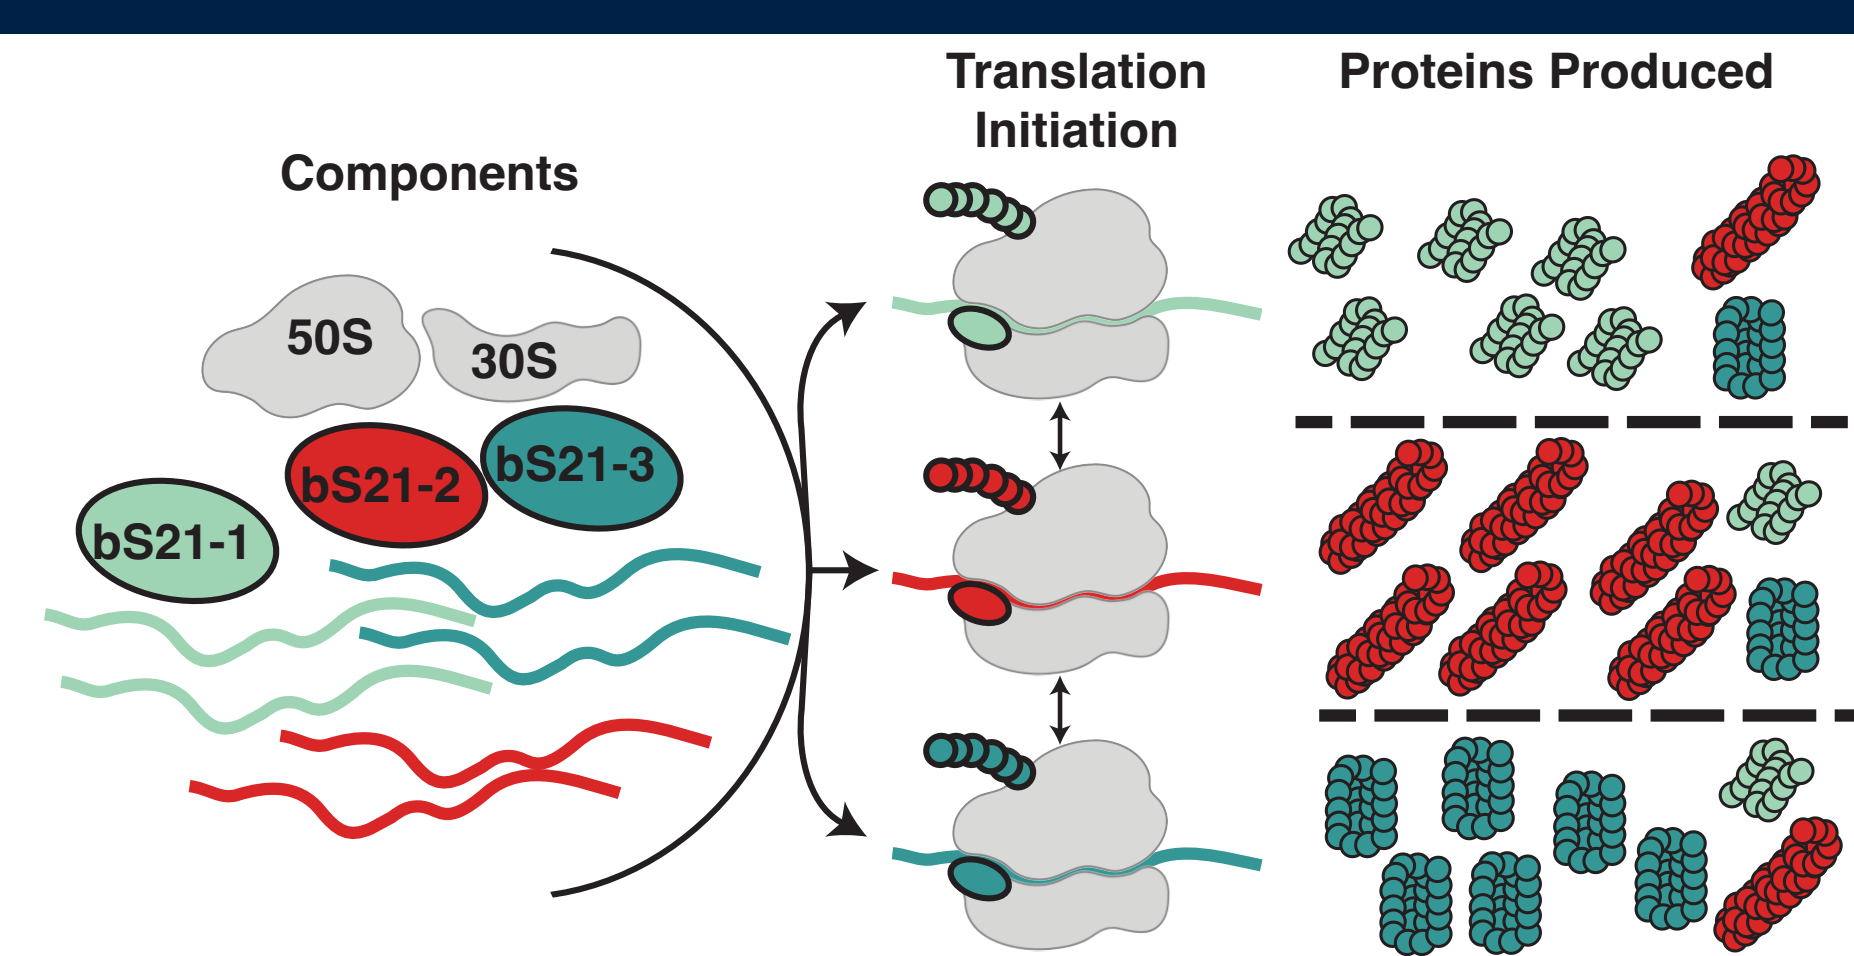 Components
50S
30S
bS21-1
bS21-2
bS21-3
Translation
Initiation
Proteins Produced